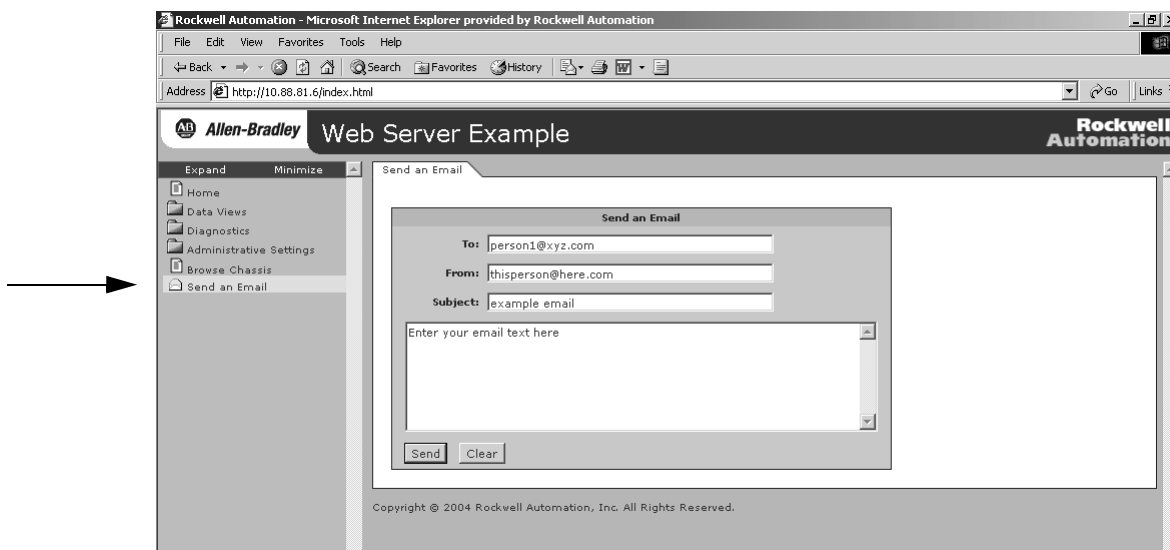 Rockwell Automation - Microsoft Internet Explorer provided by Rockwell Automation
File Edit View Favorites Tools Help
Back Search Favorites History
Address http://10.88.81.6/index.html Go Links
AB Allen-Bradley Web Server Example Rockwell Automation
Expand Minimize
Home
Data Views
Diagnostics
Administrative Settings
Browse Chassis
Send an Email
Send an Email
Send an Email
To: person1@xyz.com
From: thisperson@here.com
Subject: example email
Enter your email text here
Send Clear
Copyright © 2004 Rockwell Automation, Inc. All Rights Reserved.